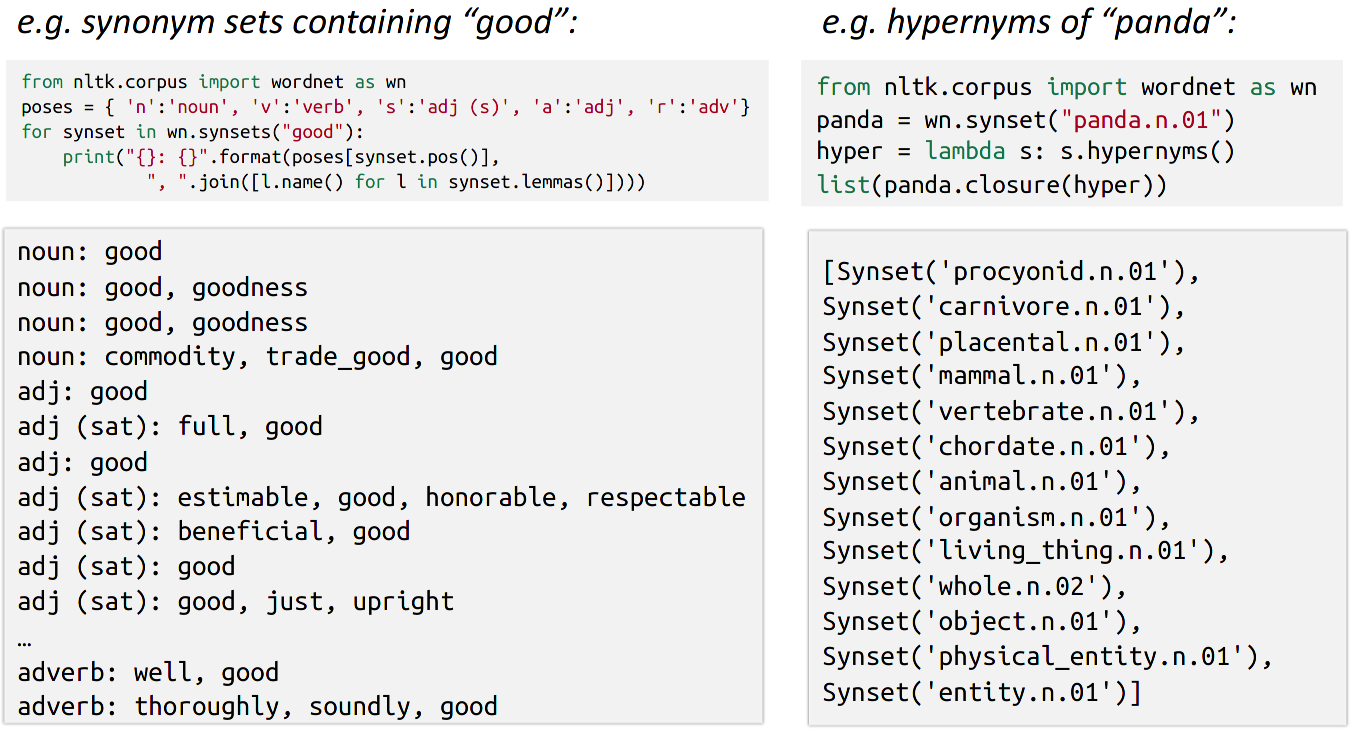 e.g. synonym sets containing “good”:
from nltk.corpus import wordnet as wn
poses = { 'n':'noun', 'v':'verb', 's':'adj (s)', 'a':'adj', 'r':'adv'}
for synset in wn.synsets("good"):
    print("{}: {}".format(poses[synset.pos()],
            ", ".join([l.name() for l in synset.lemmas()])))
noun: good
noun: good, goodness
noun: good, goodness
noun: commodity, trade_good, good
adj: good
adj (sat): full, good
adj: good
adj (sat): estimable, good, honorable, respectable
adj (sat): beneficial, good
adj (sat): good
adj (sat): good, just, upright
…
adverb: well, good
adverb: thoroughly, soundly, good
e.g. hypernyms of “panda”:
from nltk.corpus import wordnet as wn
panda = wn.synset("panda.n.01")
hyper = lambda s: s.hypernyms()
list(panda.closure(hyper))
[Synset('procyonid.n.01'),
Synset('carnivore.n.01'),
Synset('placental.n.01'),
Synset('mammal.n.01'),
Synset('vertebrate.n.01'),
Synset('chordate.n.01'),
Synset('animal.n.01'),
Synset('organism.n.01'),
Synset('living_thing.n.01'),
Synset('whole.n.02'),
Synset('object.n.01'),
Synset('physical_entity.n.01'),
Synset('entity.n.01')]